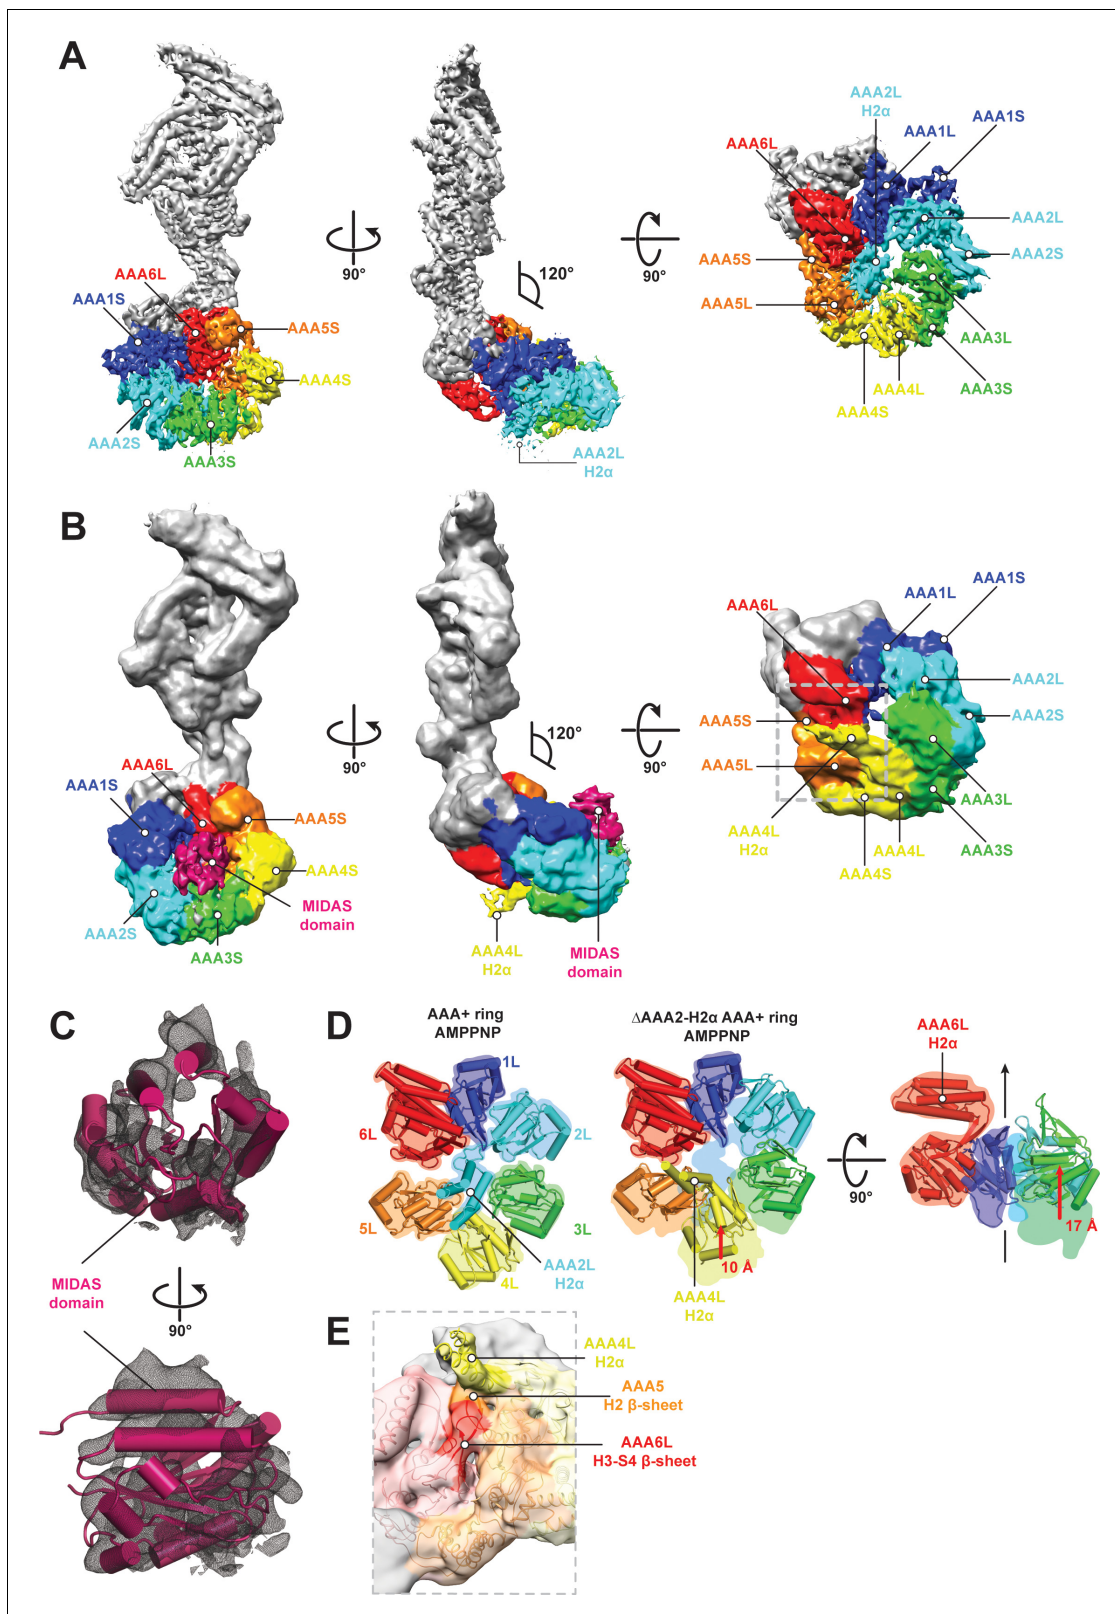 A
AAA6L
AAA1S
AAA5S
AAA4S
AAA2S
AAA3S
90°
120°
AAA2L
H2α
90°
AAA2L
H2α
AAA1L
AAA1S
AAA6L
AAA2L
AAA5S
AAA2S
AAA5L
AAA3L
AAA4L
AAA3S
AAA4S
B
AAA6L
AAA1S
AAA5S
AAA4S
MIDAS
domain
AAA2S
AAA3S
90°
120°
AAA4L
H2α
MIDAS
domain
90°
AAA1S
AAA1L
AAA6L
AAA2L
AAA5S
AAA2S
AAA5L
AAA3L
AAA4L
H2α
AAA4L
AAA3S
AAA4S
C
MIDAS
domain
90°
D
AAA+ ring
AMPPNP
1L
6L
2L
5L
3L
4L
AAA2L
H2α
ΔAAA2-H2α AAA+ ring
AMPPNP
10 Å
AAA4L
H2α
90°
AAA6L
H2α
17 Å
E
AAA4L
H2α
AAA5
H2 β-sheet
AAA6L
H3-S4 β-sheet